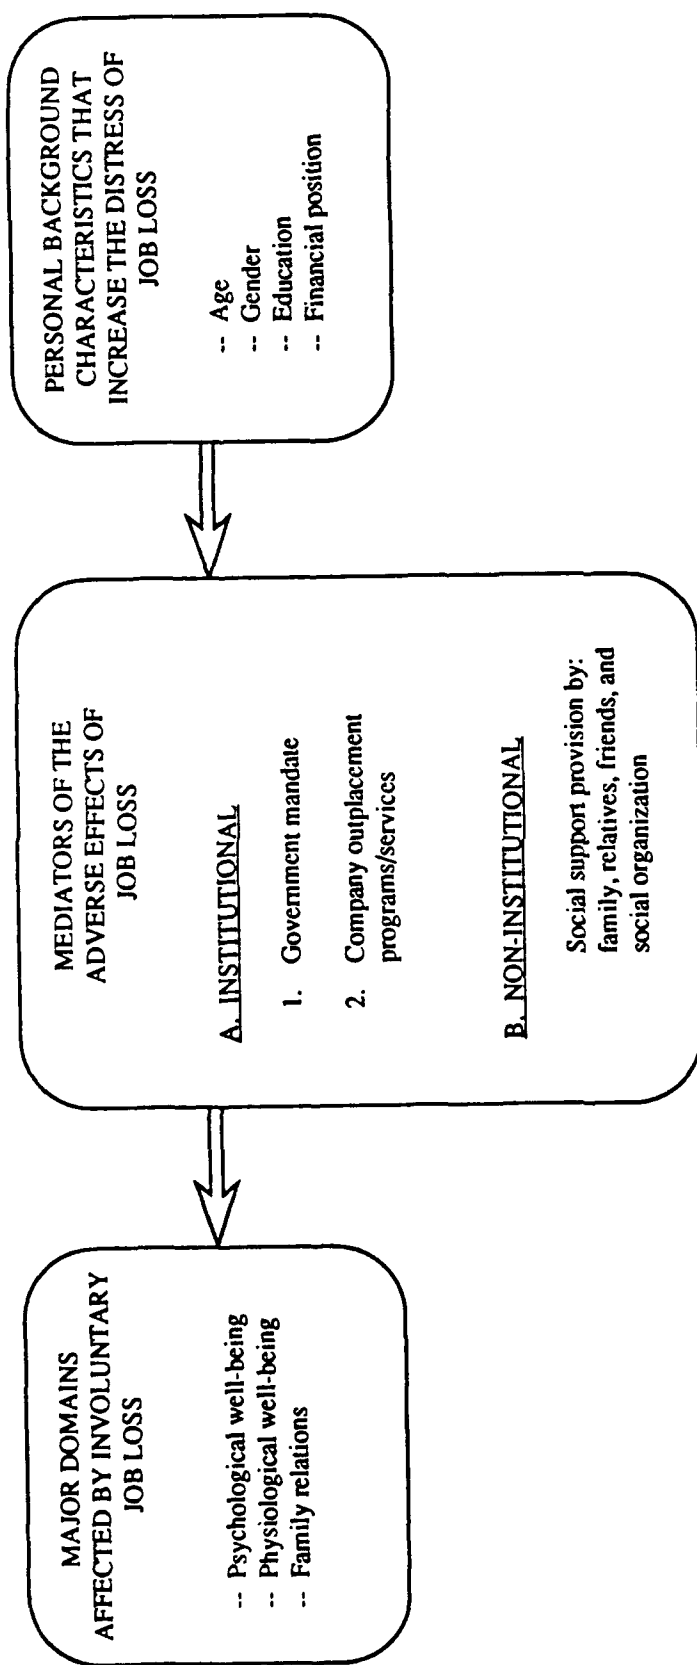 MAJOR DOMAINS
AFFECTED BY INVOLUNTARY
JOB LOSS
-- Psychological well-being
-- Physiological well-being
-- Family relations
MEDIATORS OF THE
ADVERSE EFFECTS OF
JOB LOSS
A. INSTITUTIONAL
1. Government mandate
2. Company outplacement
programs/services
B. NON-INSTITUTIONAL
Social support provision by:
family, relatives, friends, and
social organization
PERSONAL BACKGROUND
CHARACTERISTICS THAT
INCREASE THE DISTRESS OF
JOB LOSS
-- Age
-- Gender
-- Education
-- Financial position